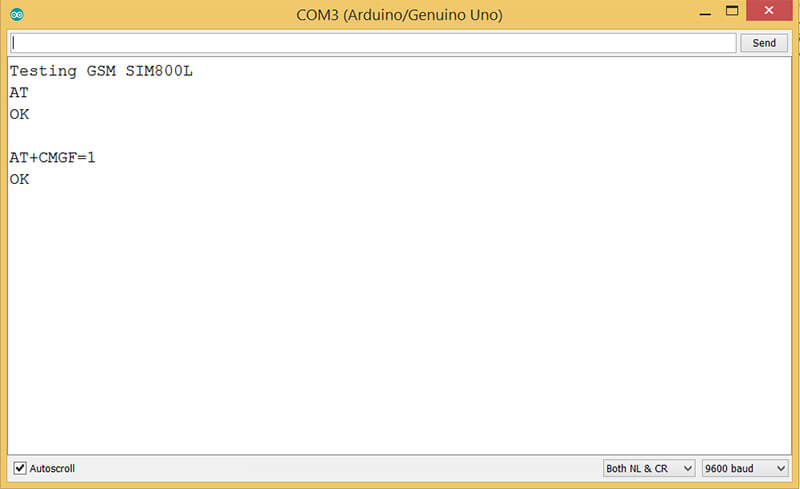 COM3 (Arduino/Genuino Uno)
Send
Testing GSM SIM800L
AT
OK
AT+CMGF=1
OK
Autoscroll
Both NL & CR
9600 baud